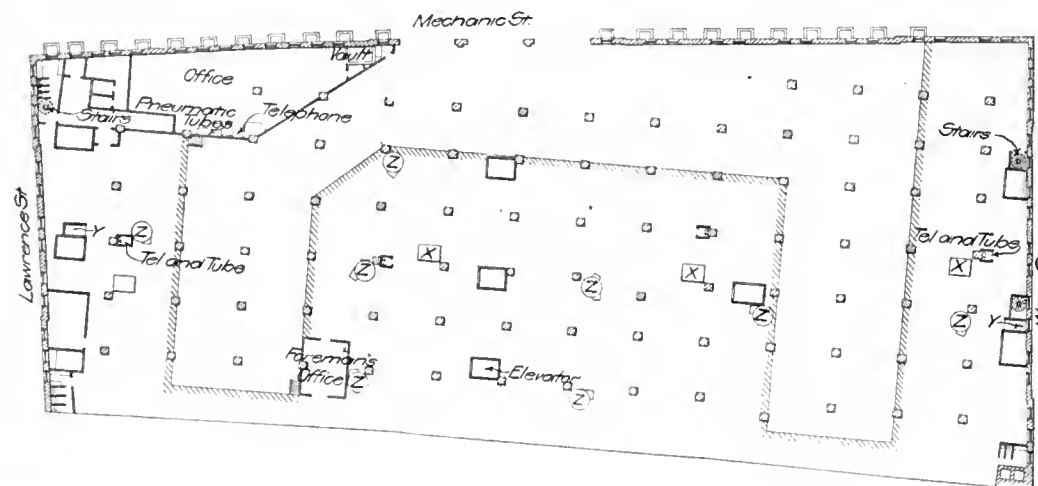 Mechanic St.
Vault
Office
Pneumatic
Tubes
Telephone
Stairs
Stairs
Z
Lawrence St
Y
Z
Tel and Tube
Tel and Tube
X
Z
X
X
Z
Z
Z
Y
Foreman's
Office
Z
Elevator
Z